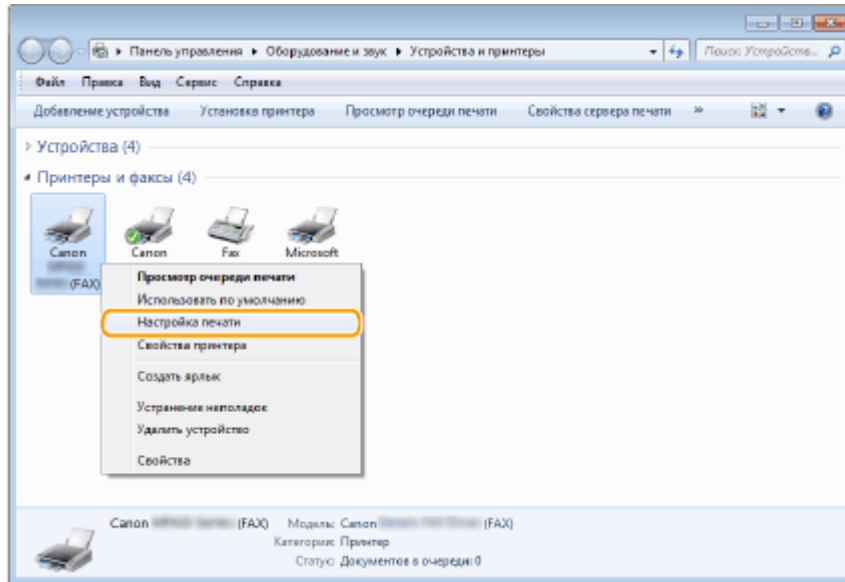 Панель управления ▸ Оборудование и звук ▸ Устройства и принтеры
Поиск: Устройств...
Файл Правка Вид Сервис Справка
Добавление устройства Установка принтера Просмотр очереди печати Свойства сервера печати »
Устройства (4)
Принтеры и факсы (4)
Canon Canon Fax Microsoft
(FAX)
Просмотр очереди печати
Использовать по умолчанию
Настройка печати
Свойства принтера
Создать ярлык
Устранение неполадок
Удалить устройство
Свойства
Canon (FAX) Модель: Canon (FAX)
Категория: Принтер
Статус: Документов в очереди: 0